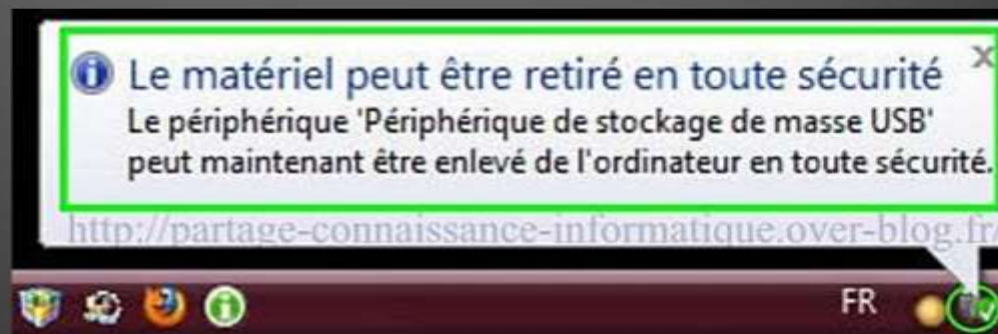 Le matériel peut être retiré en toute sécurité
Le périphérique 'Périphérique de stockage de masse USB'
peut maintenant être enlevé de l'ordinateur en toute sécurité.
http://partage-connaissance-informatique.over-blog.fr/
FR